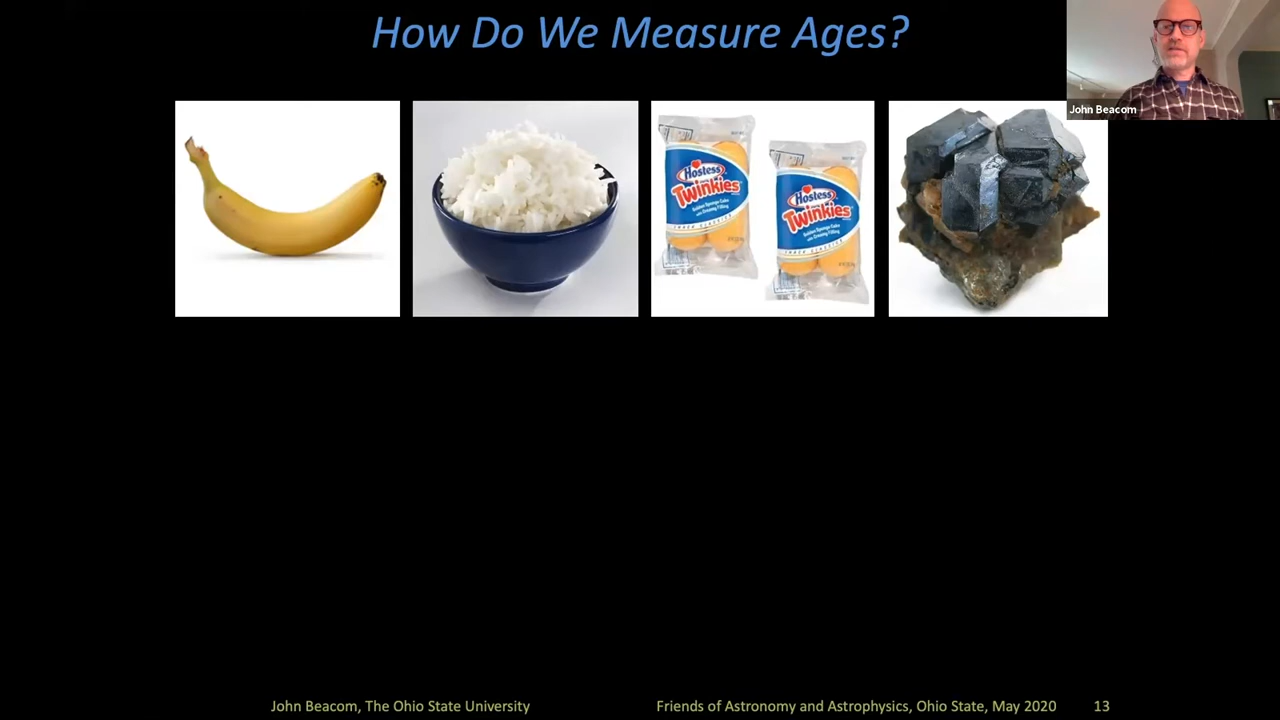 How Do We Measure Ages?
John Beacom
Hostess
Twinkies
Hostess
Twinkies
John Beacom, The Ohio State University
Friends of Astronomy and Astrophysics, Ohio State, May 2020
13